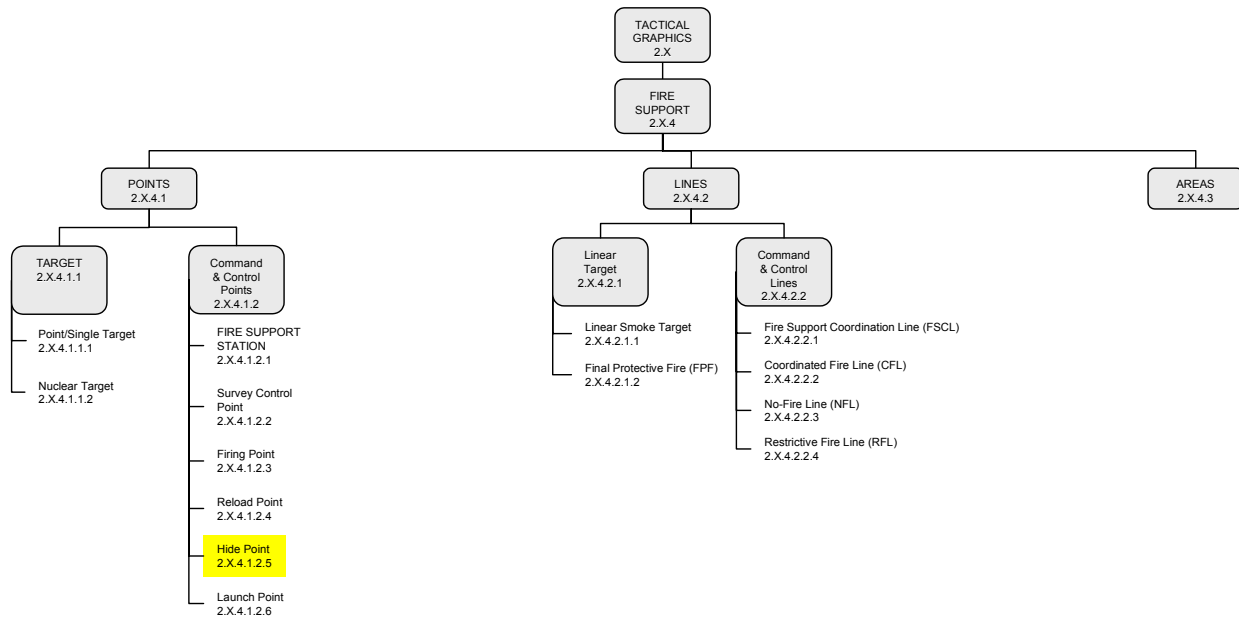 TACTICAL
GRAPHICS
2.X
FIRE
SUPPORT
2.X.4
POINTS
2.X.4.1
TARGET
2.X.4.1.1
Point/Single Target
2.X.4.1.1.1
Nuclear Target
2.X.4.1.1.2
Command
& Control
Points
2.X.4.1.2
FIRE SUPPORT
STATION
2.X.4.1.2.1
Survey Control
Point
2.X.4.1.2.2
Firing Point
2.X.4.1.2.3
Reload Point
2.X.4.1.2.4
Hide Point
2.X.4.1.2.5
Launch Point
2.X.4.1.2.6
LINES
2.X.4.2
Linear
Target
2.X.4.2.1
Linear Smoke Target
2.X.4.2.1.1
Final Protective Fire (FPF)
2.X.4.2.1.2
Command
& Control
Lines
2.X.4.2.2
Fire Support Coordination Line (FSCL)
2.X.4.2.2.1
Coordinated Fire Line (CFL)
2.X.4.2.2.2
No-Fire Line (NFL)
2.X.4.2.2.3
Restrictive Fire Line (RFL)
2.X.4.2.2.4
AREAS
2.X.4.3